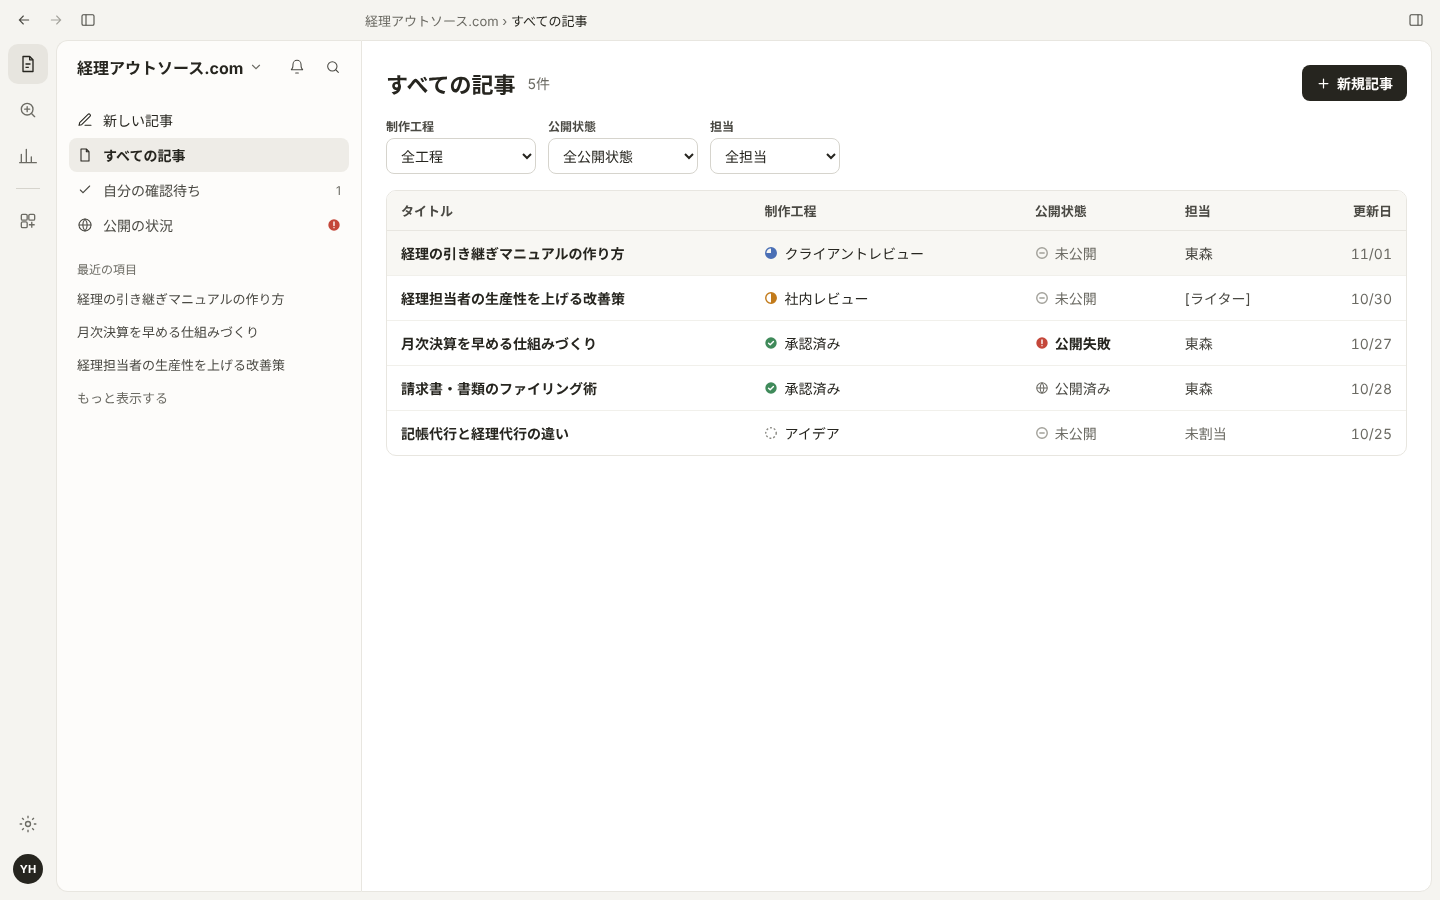 経理アウトソース.com › すべての記事
経理アウトソース.com
新しい記事
すべての記事
自分の確認待ち 1
公開の状況
最近の項目
経理の引き継ぎマニュアルの作り方
月次決算を早める仕組みづくり
経理担当者の生産性を上げる改善策
もっと表示する
YH
すべての記事 5件
+ 新規記事
制作工程 公開状態 担当
全工程 全公開状態 全担当
タイトル 制作工程 公開状態 担当 更新日
経理の引き継ぎマニュアルの作り方 クライアントレビュー 未公開 東森 11/01
経理担当者の生産性を上げる改善策 社内レビュー 未公開 [ライター] 10/30
月次決算を早める仕組みづくり 承認済み 公開失敗 東森 10/27
請求書・書類のファイリング術 承認済み 公開済み 東森 10/28
記帳代行と経理代行の違い アイデア 未公開 未割当 10/25